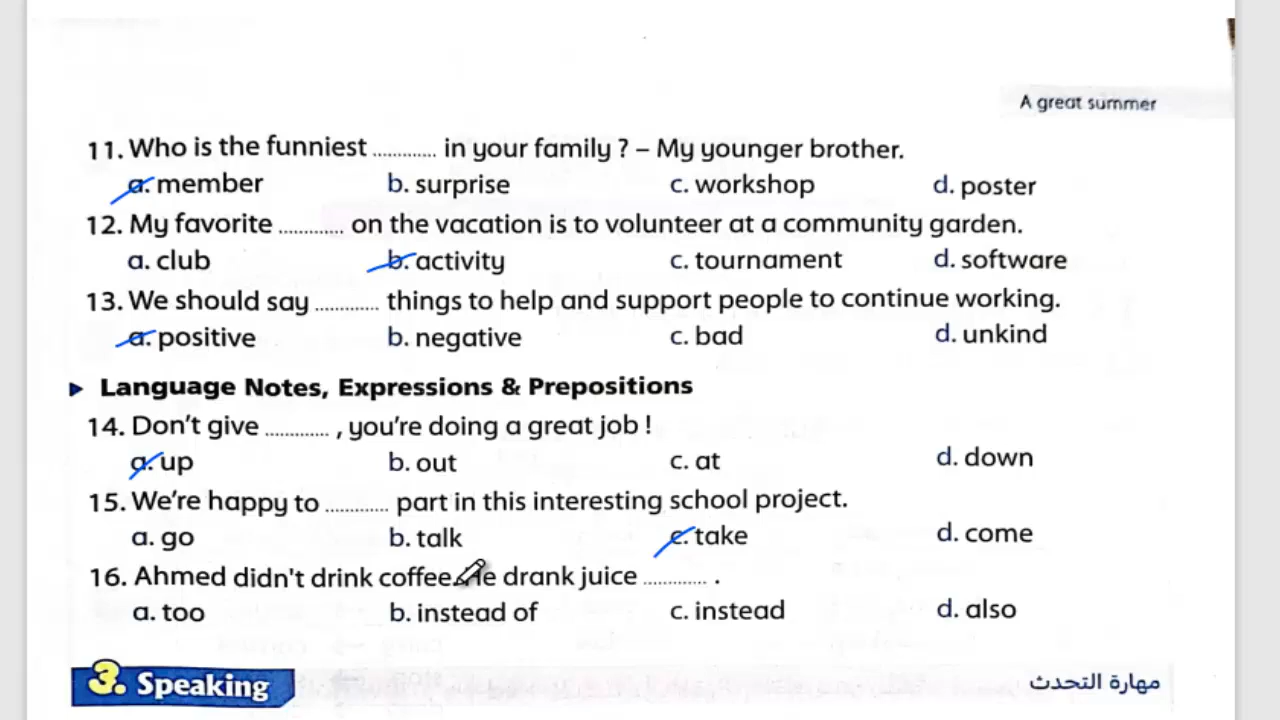 A great summer
11. Who is the funniest ............ in your family ? – My younger brother.
a. member b. surprise c. workshop d. poster
12. My favorite ............ on the vacation is to volunteer at a community garden.
a. club b. activity c. tournament d. software
13. We should say ............ things to help and support people to continue working.
a. positive b. negative c. bad d. unkind
Language Notes, Expressions & Prepositions
14. Don't give ............ , you're doing a great job !
a. up b. out c. at d. down
15. We're happy to ............ part in this interesting school project.
a. go b. talk c. take d. come
16. Ahmed didn't drink coffee drank juice ............ .
a. too b. instead of c. instead d. also
3. Speaking مهارة التحدث